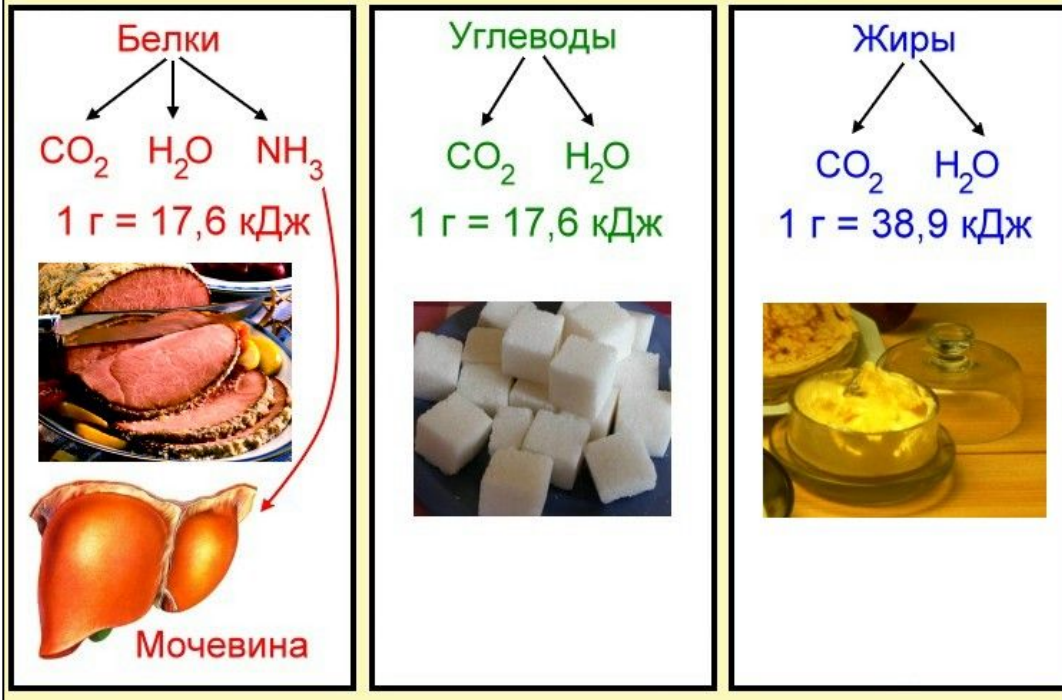 Белки
CO₂ H₂O NH₃
1 г = 17,6 кДж
Мочевина
Углеводы
CO₂ H₂O
1 г = 17,6 кДж
Жиры
CO₂ H₂O
1 г = 38,9 кДж